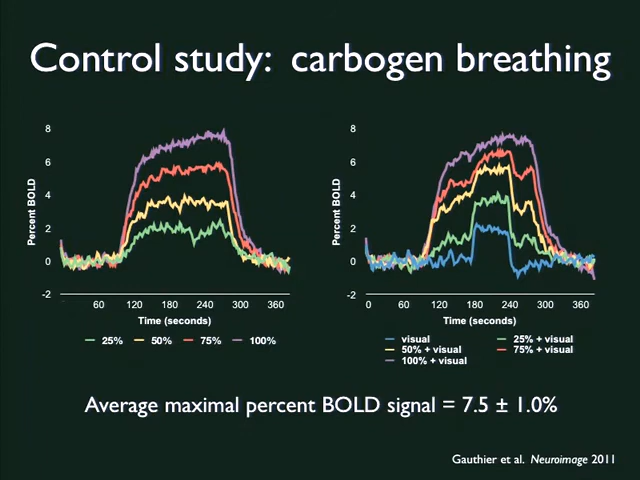 Control study: carbogen breathing
8
6
4
2
0
-2
Percent BOLD
60 120 180 240 300 360
Time (seconds)
25% 50% 75% 100%
8
6
4
2
0
-2
Percent BOLD
0 60 120 180 240 300 360
Time (seconds)
visual 25% + visual
50% + visual 75% + visual
100% + visual
Average maximal percent BOLD signal = 7.5 ± 1.0%
Gauthier et al. Neuroimage 2011